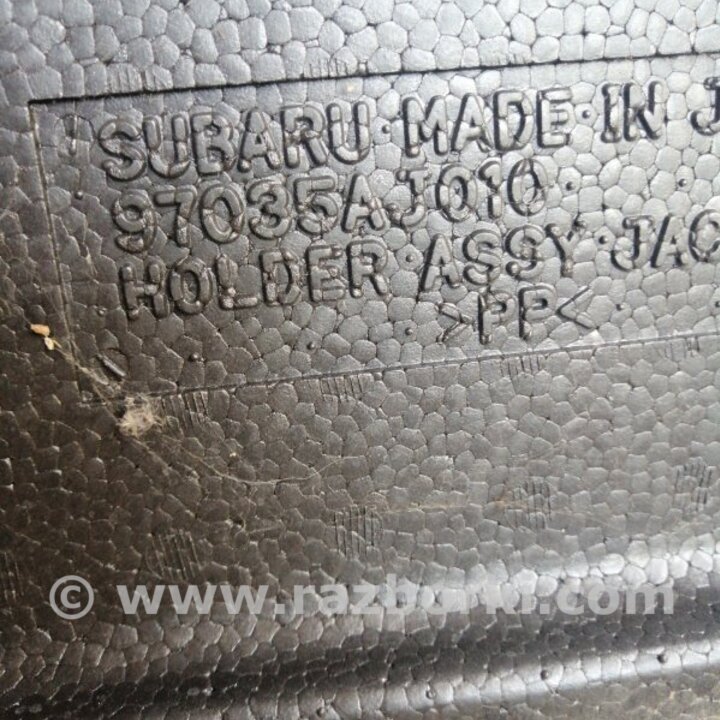 SUBARU·MADE·IN J
97035AJ010
HOLDER·ASSY·JAC
>PP<
© www.razborki.com